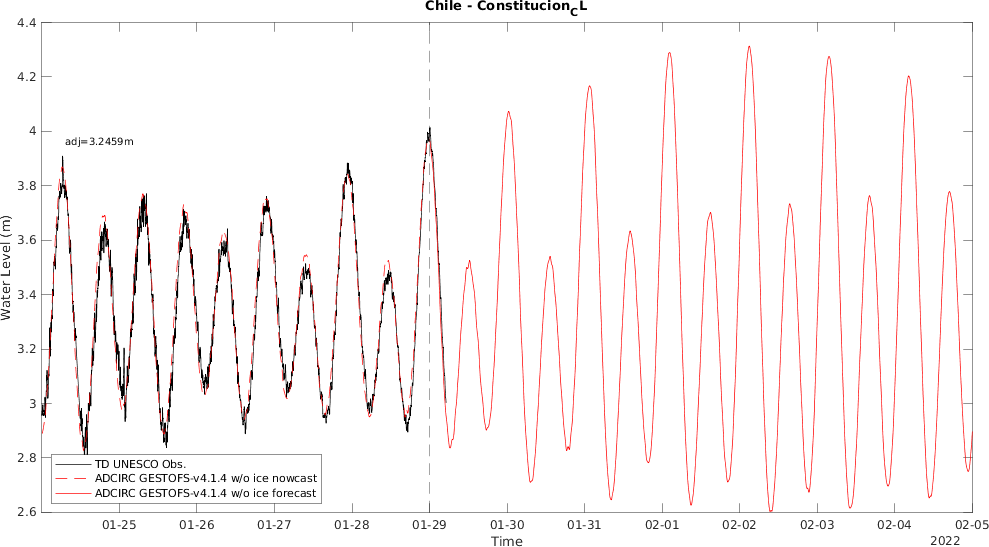 Chile - Constitucion_CL
4.4
4.2
4
3.8
3.6
3.4
3.2
3
2.8
2.6
Water Level (m)
adj=3.2459m
TD UNESCO Obs.
ADCIRC GESTOFS-v4.1.4 w/o ice nowcast
ADCIRC GESTOFS-v4.1.4 w/o ice forecast
01-25 01-26 01-27 01-28 01-29 01-30 01-31 02-01 02-02 02-03 02-04 02-05
Time
2022